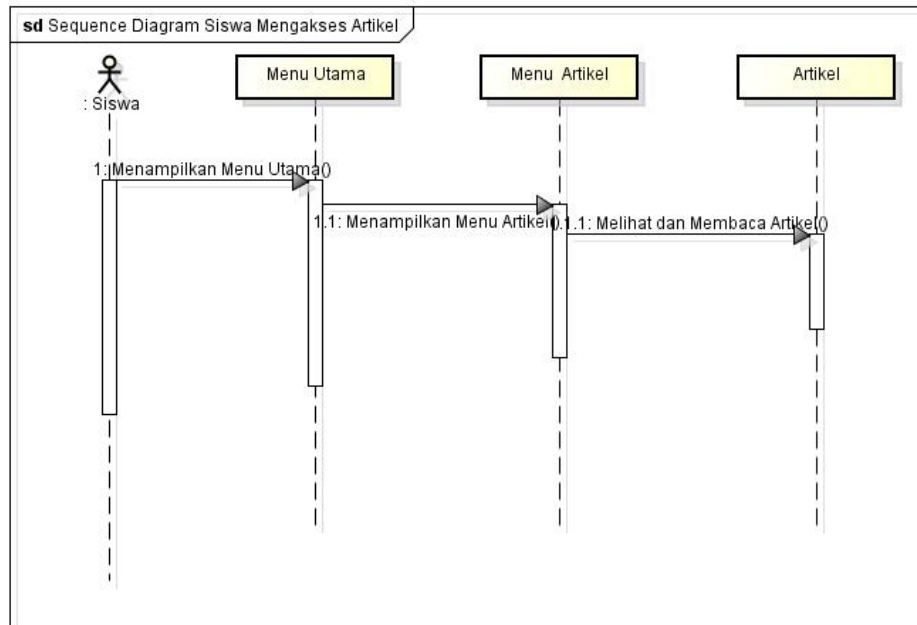 sd Sequence Diagram Siswa Mengakses Artikel
Menu Utama
Menu Artikel
Artikel
: Siswa
1: Menampilkan Menu Utama()
1.1: Menampilkan Menu Artikel()
.1.1: Melihat dan Membaca Artikel()